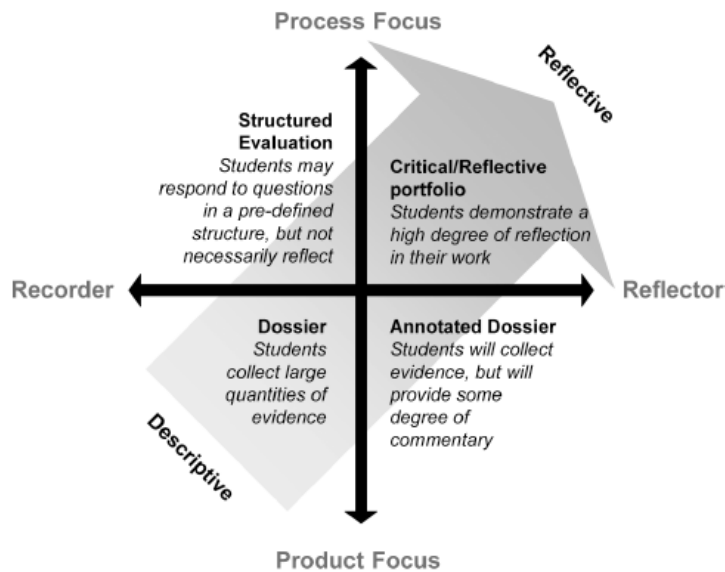 Process Focus
Reflective
Structured
Evaluation
Students may
respond to questions
in a pre-defined
structure, but not
necessarily reflect
Critical/Reflective
portfolio
Students demonstrate a
high degree of reflection
in their work
Recorder
Reflector
Dossier
Students
collect large
quantities of
evidence
Annotated Dossier
Students will collect
evidence, but will
provide some
degree of
commentary
Descriptive
Product Focus